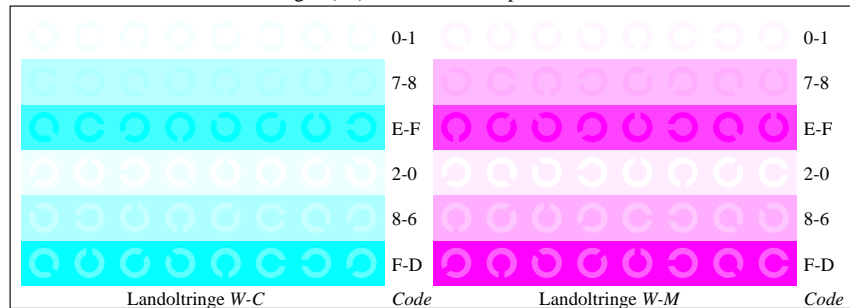 0-1 0-1
7-8 7-8
E-F E-F
2-0 2-0
8-6 8-6
F-D F-D
Landoltringe W-C Code Landoltringe W-M Code